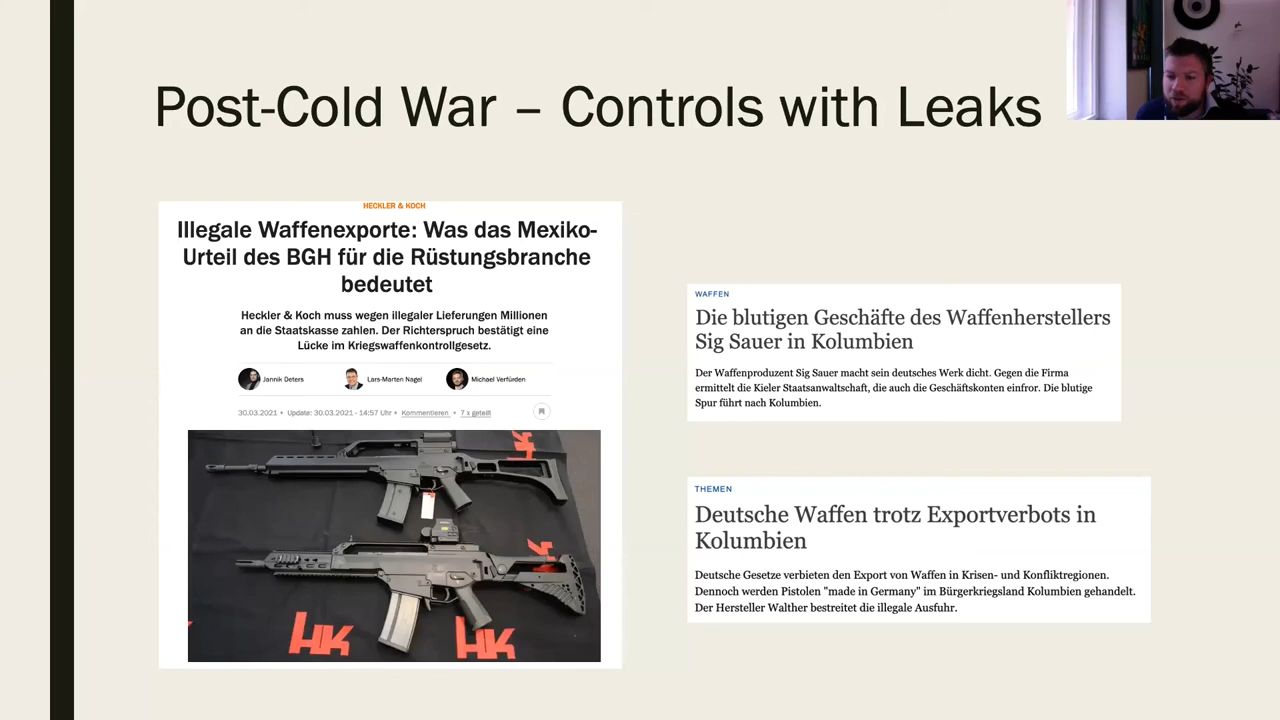 Post-Cold War – Controls with Leaks
HECKLER & KOCH
Illegale Waffenexporte: Was das Mexiko-
Urteil des BGH für die Rüstungsbranche
bedeutet
Heckler & Koch muss wegen illegaler Lieferungen Millionen
an die Staatskasse zahlen. Der Richterspruch bestätigt eine
Lücke im Kriegswaffenkontrollgesetz.
Jannik Deters Lars-Marten Nagel Michael Verfürden
30.03.2021 • Update: 30.03.2021 - 14:57 Uhr • Kommentieren • 7 x geteilt
HK HK
WAFFEN
Die blutigen Geschäfte des Waffenherstellers
Sig Sauer in Kolumbien
Der Waffenproduzent Sig Sauer macht sein deutsches Werk dicht. Gegen die Firma
ermittelt die Kieler Staatsanwaltschaft, die auch die Geschäftskonten einfror. Die blutige
Spur führt nach Kolumbien.
THEMEN
Deutsche Waffen trotz Exportverbots in
Kolumbien
Deutsche Gesetze verbieten den Export von Waffen in Krisen- und Konfliktregionen.
Dennoch werden Pistolen "made in Germany" im Bürgerkriegsland Kolumbien gehandelt.
Der Hersteller Walther bestreitet die illegale Ausfuhr.